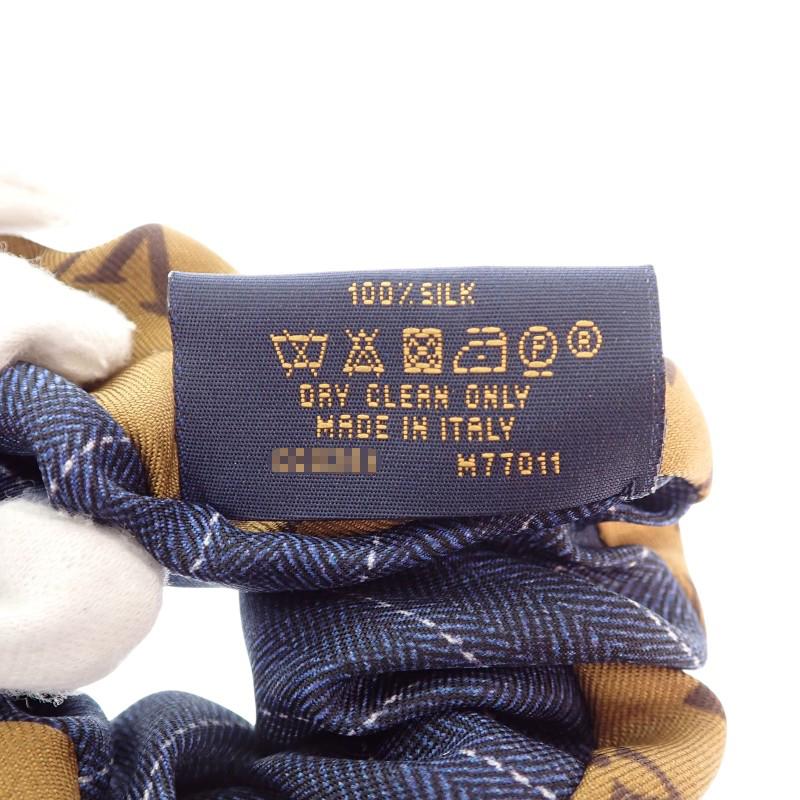 100% SILK
P R
DRY CLEAN ONLY
MADE IN ITALY
M77011